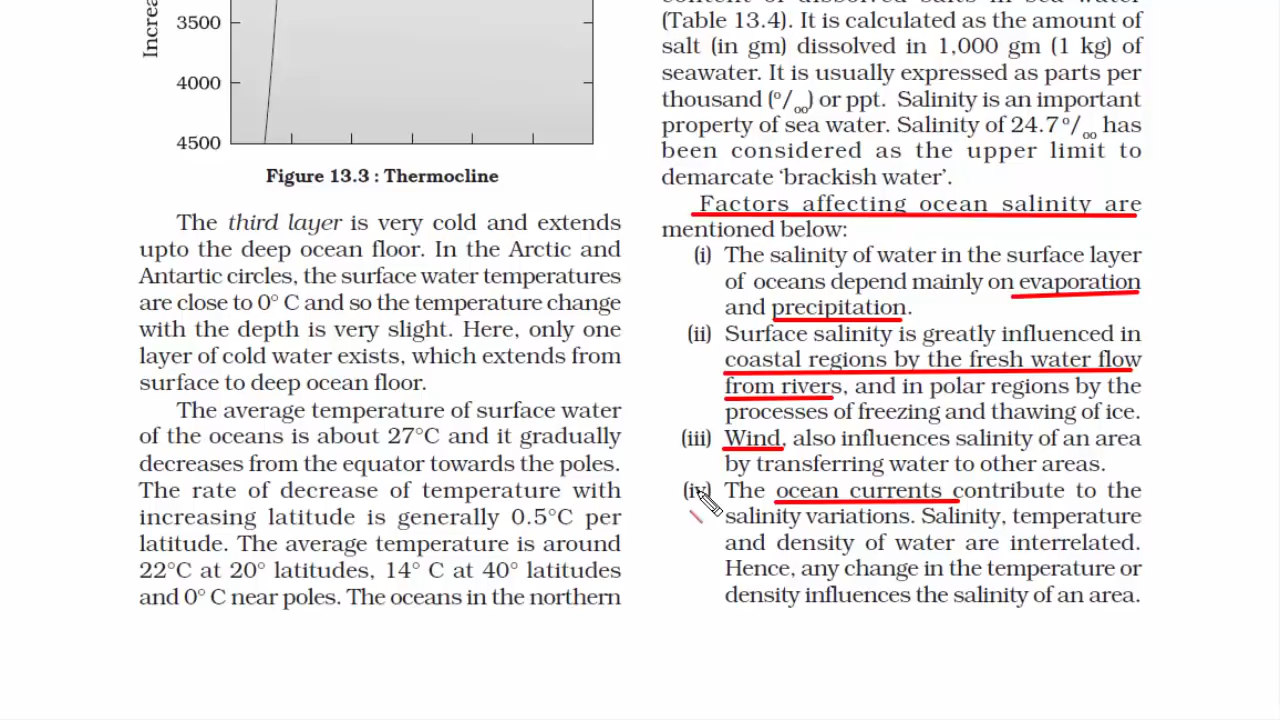 Increa
3500
4000
4500
Figure 13.3 : Thermocline
The third layer is very cold and extends
upto the deep ocean floor. In the Arctic and
Antartic circles, the surface water temperatures
are close to 0° C and so the temperature change
with the depth is very slight. Here, only one
layer of cold water exists, which extends from
surface to deep ocean floor.
The average temperature of surface water
of the oceans is about 27°C and it gradually
decreases from the equator towards the poles.
The rate of decrease of temperature with
increasing latitude is generally 0.5°C per
latitude. The average temperature is around
22°C at 20° latitudes, 14° C at 40° latitudes
and 0° C near poles. The oceans in the northern
content of dissolved salts in sea water
(Table 13.4). It is calculated as the amount of
salt (in gm) dissolved in 1,000 gm (1 kg) of
seawater. It is usually expressed as parts per
thousand (o/oo) or ppt. Salinity is an important
property of sea water. Salinity of 24.7 o/oo has
been considered as the upper limit to
demarcate ‘brackish water’.
Factors affecting ocean salinity are
mentioned below:
(i) The salinity of water in the surface layer
of oceans depend mainly on evaporation
and precipitation.
(ii) Surface salinity is greatly influenced in
coastal regions by the fresh water flow
from rivers, and in polar regions by the
processes of freezing and thawing of ice.
(iii) Wind, also influences salinity of an area
by transferring water to other areas.
(iv) The ocean currents contribute to the
salinity variations. Salinity, temperature
and density of water are interrelated.
Hence, any change in the temperature or
density influences the salinity of an area.